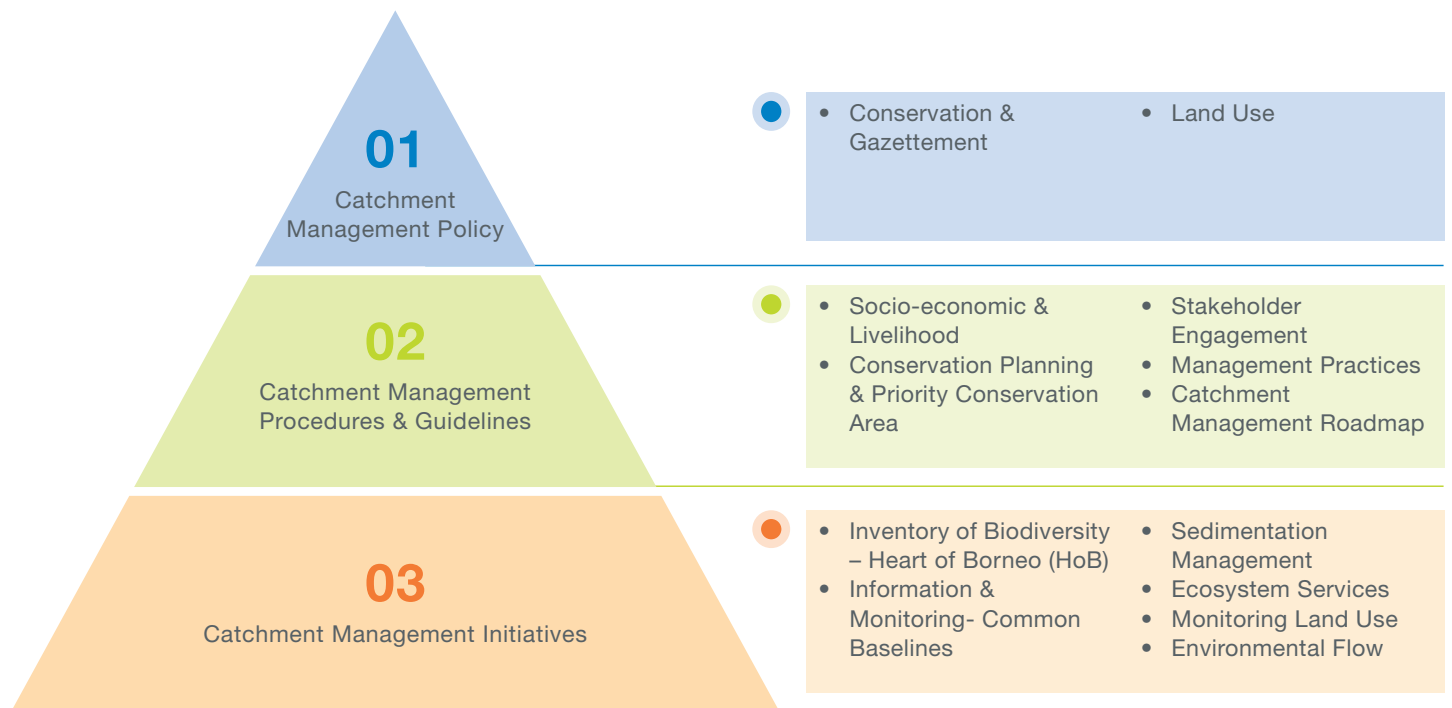 01
Catchment
Management Policy
• Conservation &
Gazettement
• Land Use
02
Catchment Management
Procedures & Guidelines
• Socio-economic &
Livelihood
• Conservation Planning
& Priority Conservation
Area
• Stakeholder
Engagement
• Management Practices
• Catchment
Management Roadmap
03
Catchment Management Initiatives
• Inventory of Biodiversity
– Heart of Borneo (HoB)
• Information &
Monitoring- Common
Baselines
• Sedimentation
Management
• Ecosystem Services
• Monitoring Land Use
• Environmental Flow